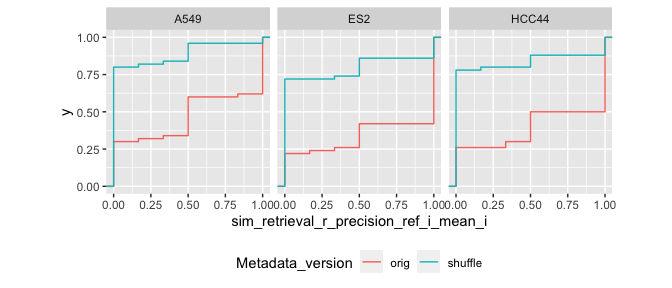 A549 ES2 HCC44
1.00
0.75
0.50
0.25
0.00
y
0.00 0.25 0.50 0.75 1.00 0.00 0.25 0.50 0.75 1.00 0.00 0.25 0.50 0.75 1.00
sim_retrieval_r_precision_ref_i_mean_i
Metadata_version orig shuffle